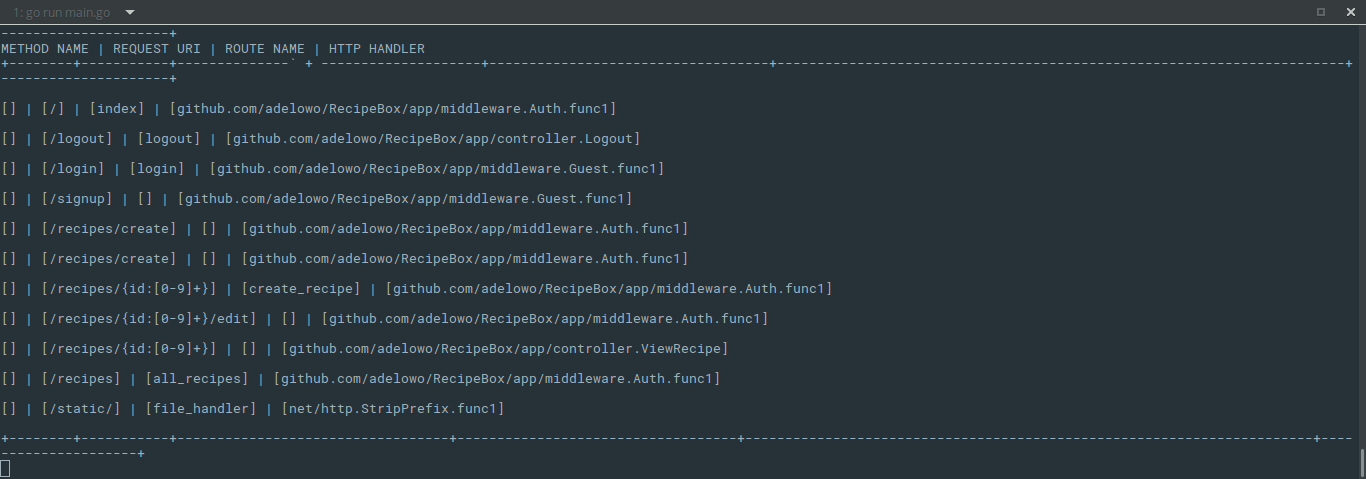 1: go run main.go
---------------------+
METHOD NAME | REQUEST URI | ROUTE NAME | HTTP HANDLER
+--------+-----------+--------------` + --------------------+-----------------------------------+-----------------------------------------------------------------------+
---------------------+
[] | [/] | [index] | [github.com/adelowo/RecipeBox/app/middleware.Auth.func1]
[] | [/logout] | [logout] | [github.com/adelowo/RecipeBox/app/controller.Logout]
[] | [/login] | [login] | [github.com/adelowo/RecipeBox/app/middleware.Guest.func1]
[] | [/signup] | [] | [github.com/adelowo/RecipeBox/app/middleware.Guest.func1]
[] | [/recipes/create] | [] | [github.com/adelowo/RecipeBox/app/middleware.Auth.func1]
[] | [/recipes/create] | [] | [github.com/adelowo/RecipeBox/app/middleware.Auth.func1]
[] | [/recipes/{id:[0-9]+}] | [create_recipe] | [github.com/adelowo/RecipeBox/app/middleware.Auth.func1]
[] | [/recipes/{id:[0-9]+}/edit] | [] | [github.com/adelowo/RecipeBox/app/middleware.Auth.func1]
[] | [/recipes/{id:[0-9]+}] | [] | [github.com/adelowo/RecipeBox/app/controller.ViewRecipe]
[] | [/recipes] | [all_recipes] | [github.com/adelowo/RecipeBox/app/middleware.Auth.func1]
[] | [/static/] | [file_handler] | [net/http.StripPrefix.func1]
+--------+-----------+----------------------------------+-----------------------------------+-----------------------------------------------------------------------+----
-----------------+